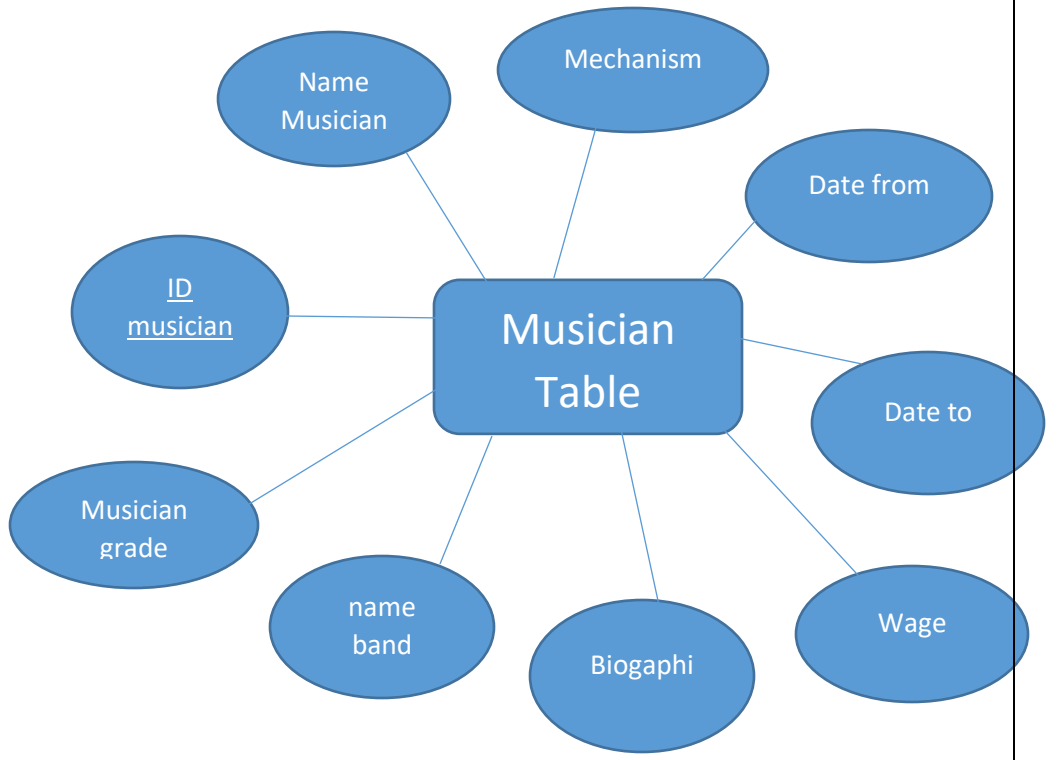 Mechanism
Name
Musician
Date from
ID
musician
Musician
Table
Date to
Musician
grade
name
band
Wage
Biogaphi